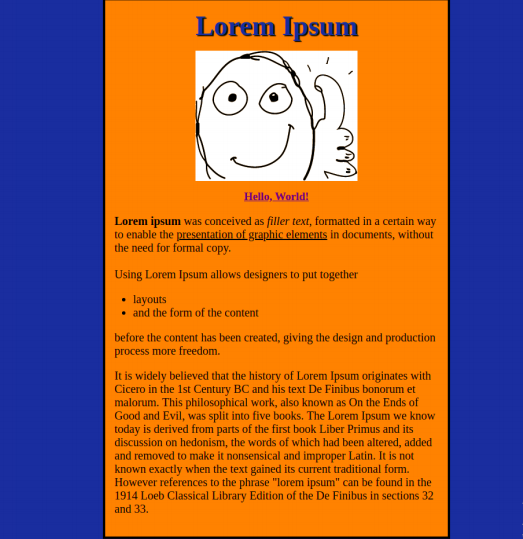 Lorem Ipsum
Hello, World!
Lorem ipsum was conceived as filler text, formatted in a certain way
to enable the presentation of graphic elements in documents, without
the need for formal copy.
Using Lorem Ipsum allows designers to put together
• layouts
• and the form of the content
before the content has been created, giving the design and production
process more freedom.
It is widely believed that the history of Lorem Ipsum originates with
Cicero in the 1st Century BC and his text De Finibus bonorum et
malorum. This philosophical work, also known as On the Ends of
Good and Evil, was split into five books. The Lorem Ipsum we know
today is derived from parts of the first book Liber Primus and its
discussion on hedonism, the words of which had been altered, added
and removed to make it nonsensical and improper Latin. It is not
known exactly when the text gained its current traditional form.
However references to the phrase "lorem ipsum" can be found in the
1914 Loeb Classical Library Edition of the De Finibus in sections 32
and 33.